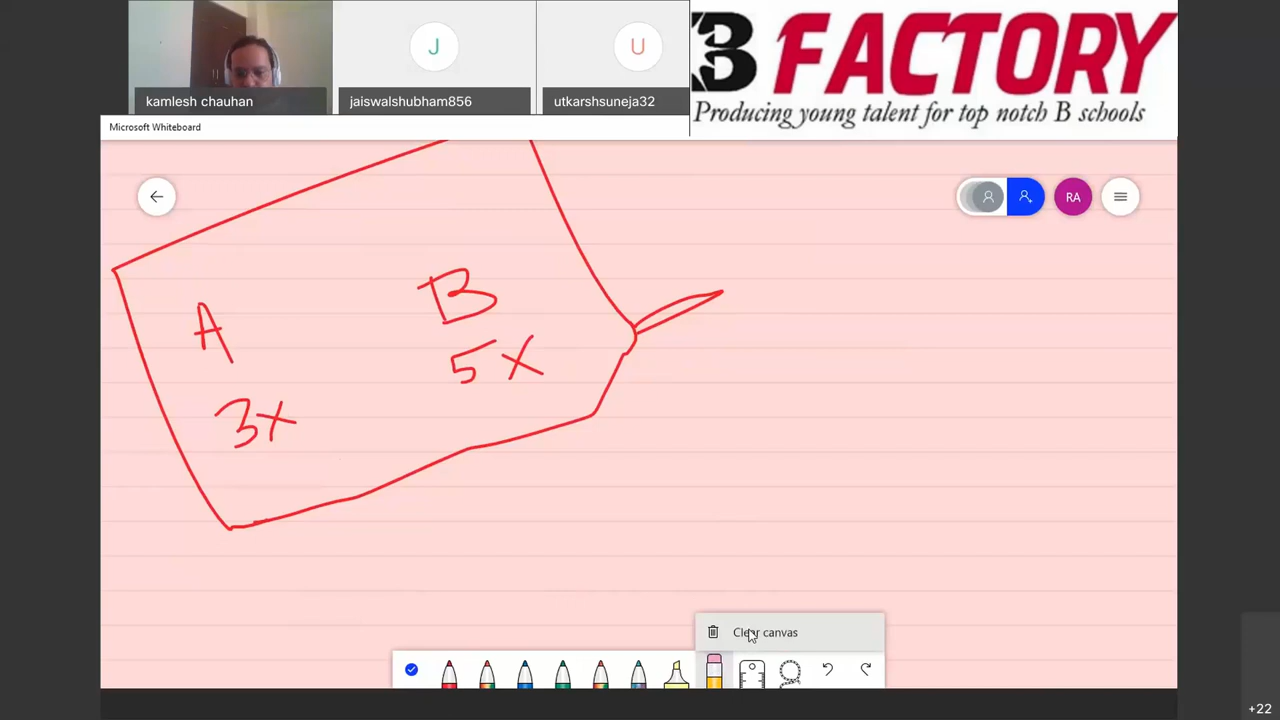 B FACTORY
Producing young talent for top notch B schools
J
U
kamlesh chauhan
jaiswalshubham856
utkarshsuneja32
Microsoft Whiteboard
RA
A
B
5x
3x
Clear canvas
+22